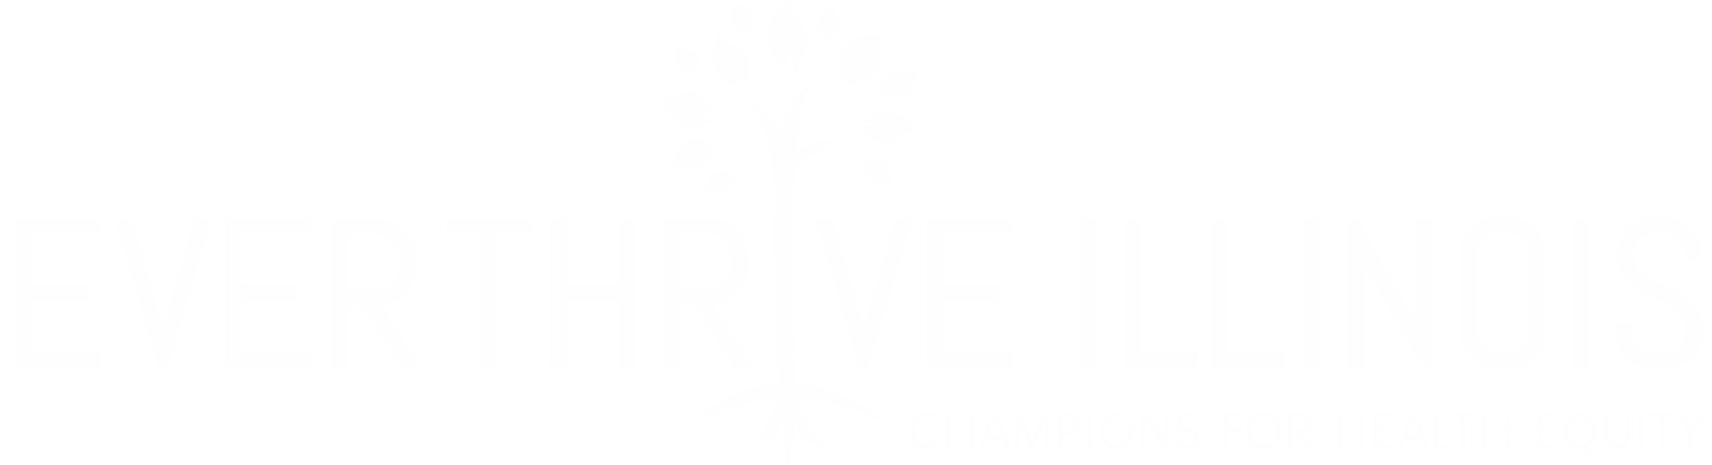 EVERTHRIVE ILLINOIS
CHAMPIONS FOR HEALTH EQUITY